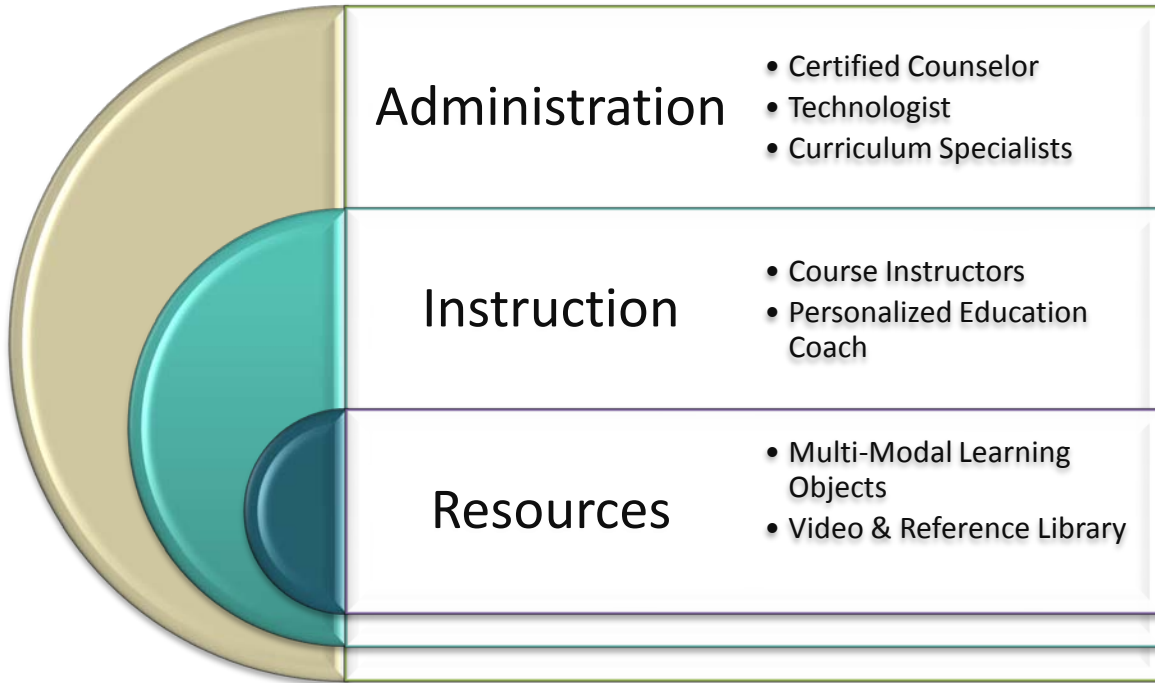 Administration
• Certified Counselor
• Technologist
• Curriculum Specialists
Instruction
• Course Instructors
• Personalized Education
Coach
Resources
• Multi-Modal Learning
Objects
• Video & Reference Library